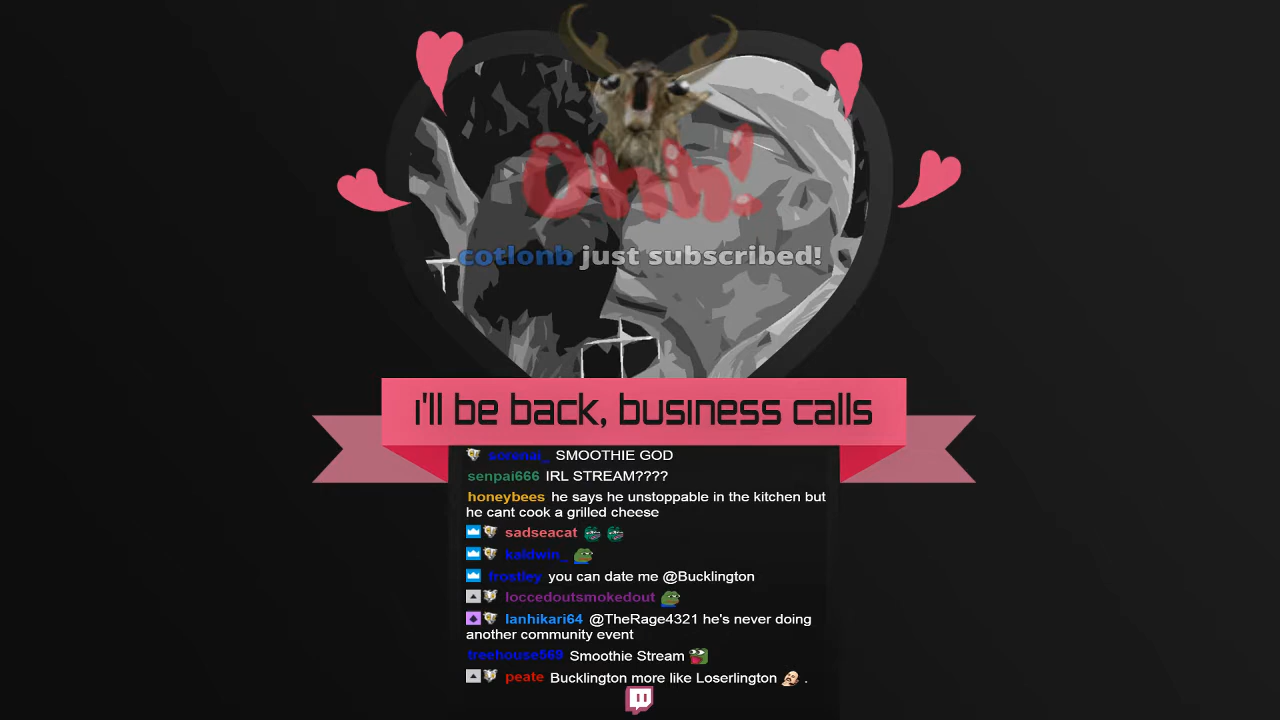 Ohh!
cotlonb just subscribed!
i'll be back, business calls
sorenai_ SMOOTHIE GOD
senpai666 IRL STREAM????
honeybees he says he unstoppable in the kitchen but
he cant cook a grilled cheese
sadseacat
kaldwin_
frostley you can date me @Bucklington
loccedoutsmokedout
lanhikari64 @TheRage4321 he's never doing
another community event
treehouse569 Smoothie Stream
peate Bucklington more like Loserlington .